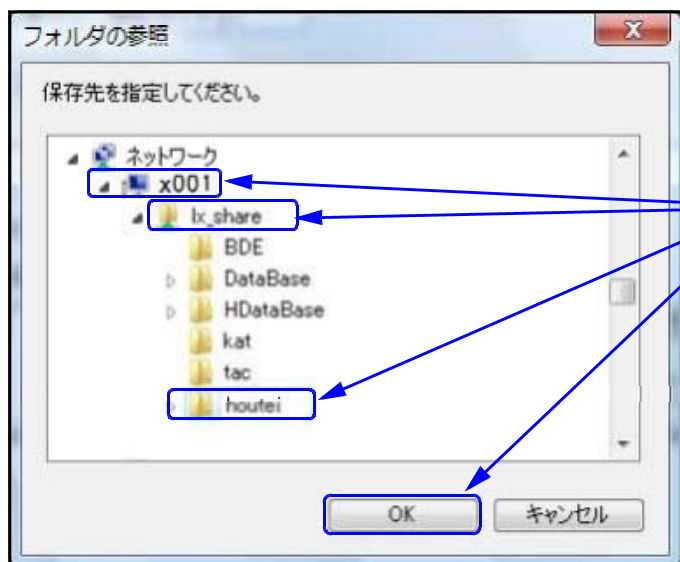 フォルダの参照
保存先を指定してください。
ネットワーク
x001
lx_share
BDE
DataBase
HDataBase
kat
tac
houtei
OK
キャンセル